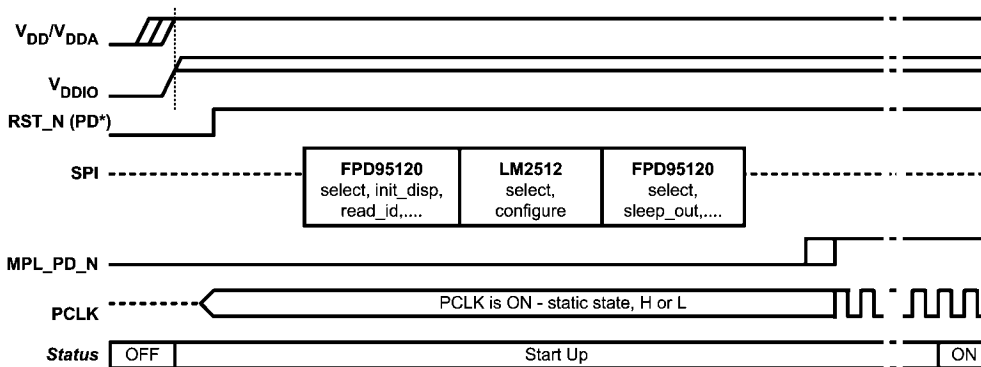 VDD/VDDA
VDDIO
RST_N (PD*)
SPI
FPD95120
select, init_disp,
read_id,....
LM2512
select,
configure
FPD95120
select,
sleep_out,....
MPL_PD_N
PCLK
PCLK is ON - static state, H or L
Status
OFF
Start Up
ON